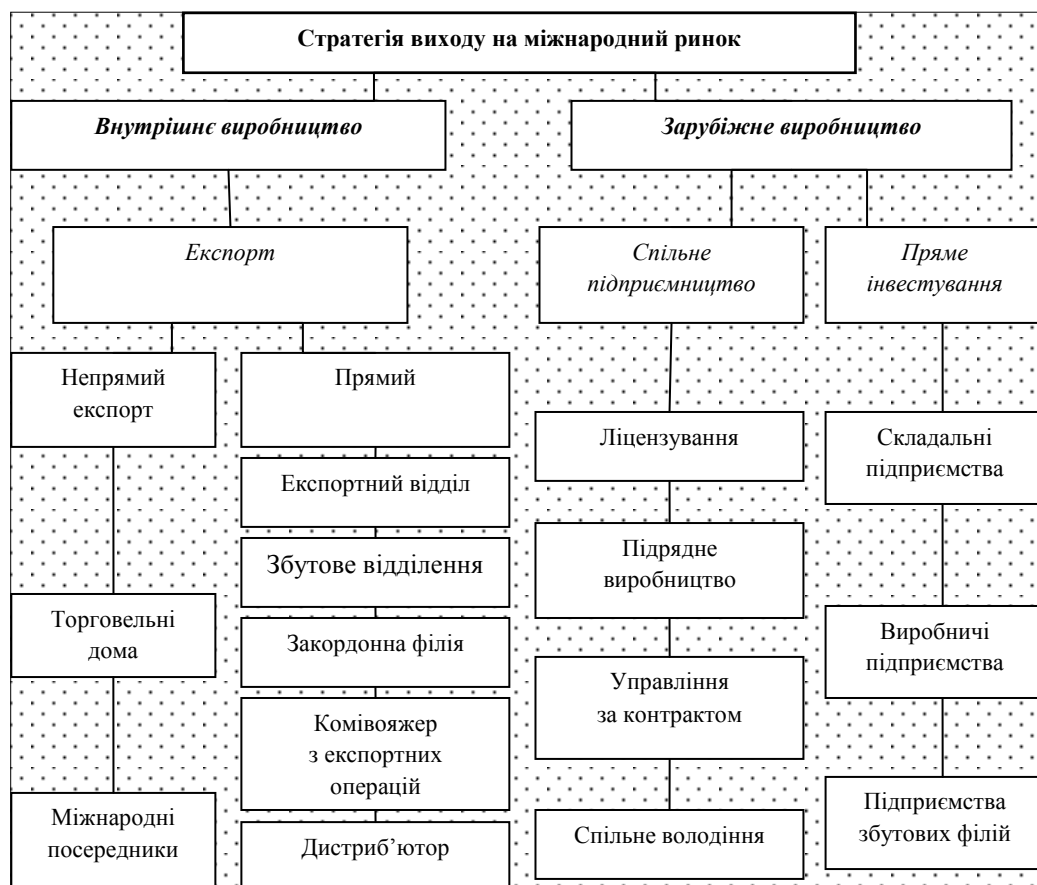 Стратегія виходу на міжнародний ринок
Внутрішнє виробництво
Зарубіжне виробництво
Експорт
Спільне
підприємництво
Пряме
інвестування
Непрямий
експорт
Прямий
Ліцензування
Складальні
підприємства
Експортний відділ
Підрядне
виробництво
Збутове відділення
Торговельні
дома
Закордонна філія
Виробничі
підприємства
Управління
за контрактом
Комівояжер
з експортних
операцій
Міжнародні
посередники
Дистриб’ютор
Спільне володіння
Підприємства
збутових філій